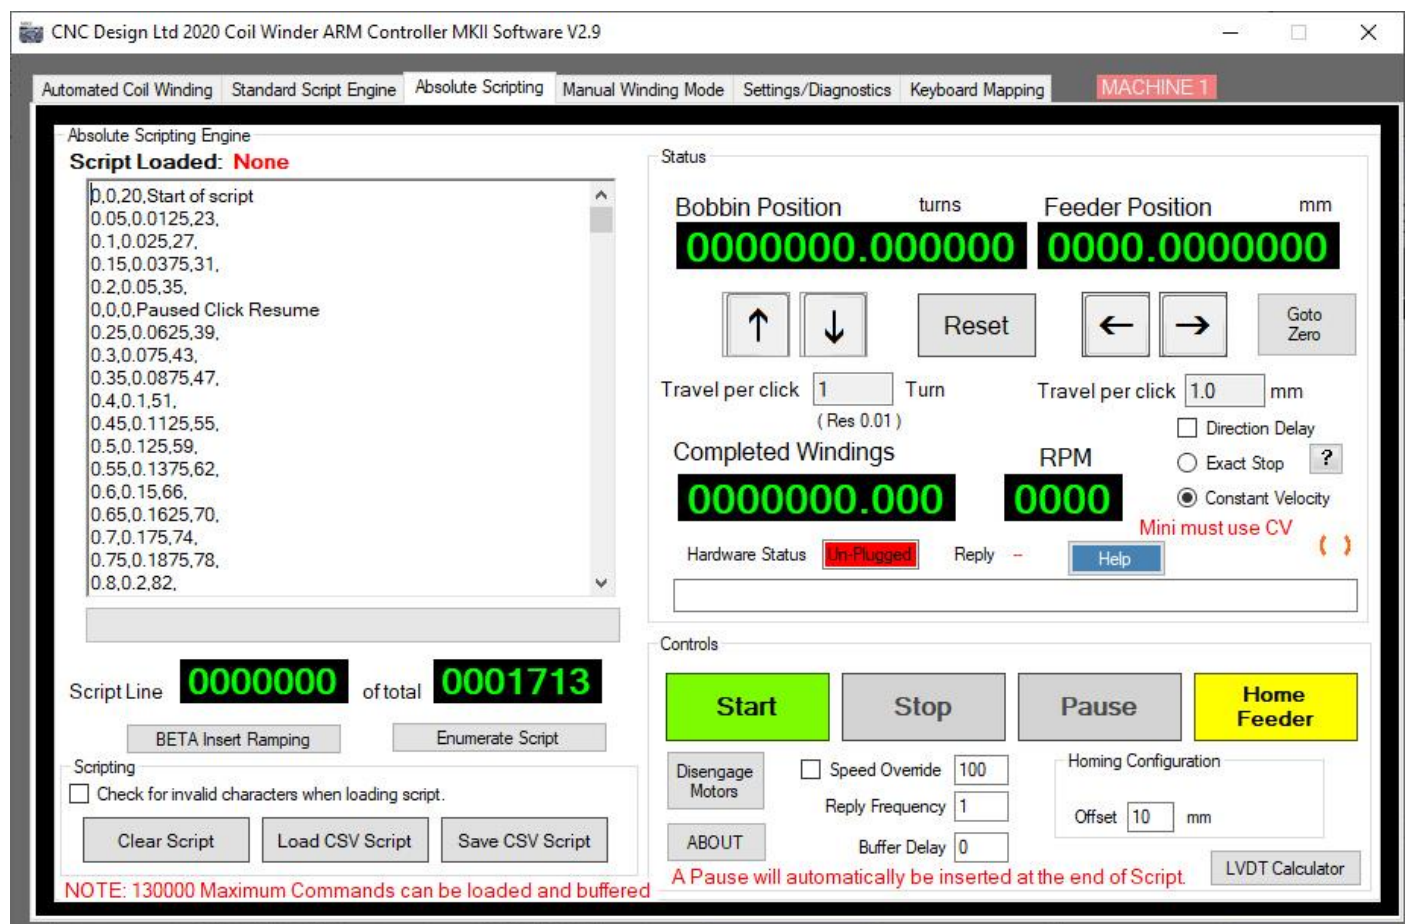 CNC Design Ltd 2020 Coil Winder ARM Controller MKII Software V2.9
Automated Coil Winding Standard Script Engine Absolute Scripting Manual Winding Mode Settings/Diagnostics Keyboard Mapping MACHINE 1
Absolute Scripting Engine
Script Loaded: None
0,0,20,Start of script
0.05,0.0125,23,
0.1,0.025,27,
0.15,0.0375,31,
0.2,0.05,35,
0,0,0,Paused Click Resume
0.25,0.0625,39,
0.3,0.075,43,
0.35,0.0875,47,
0.4,0.1,51,
0.45,0.1125,55,
0.5,0.125,59,
0.55,0.1375,62,
0.6,0.15,66,
0.65,0.1625,70,
0.7,0.175,74,
0.75,0.1875,78,
0.8,0.2,82,
Script Line 0000000 of total 0001713
BETA Insert Ramping Enumerate Script
Scripting
Check for invalid characters when loading script.
Clear Script Load CSV Script Save CSV Script
NOTE: 130000 Maximum Commands can be loaded and buffered
Status
Bobbin Position turns Feeder Position mm
0000000.000000 0000.0000000
↑ ↓ Reset ← → Goto
Zero
Travel per click 1 Turn Travel per click 1.0 mm
( Res 0.01 )
Direction Delay
Completed Windings RPM Exact Stop ?
0000000.000 0000 Constant Velocity
Mini must use CV ( )
Hardware Status Un-Plugged Reply – Help
Controls
Start Stop Pause Home
Feeder
Disengage
Motors
Speed Override 100
Reply Frequency 1
Homing Configuration
Offset 10 mm
ABOUT Buffer Delay 0
LVDT Calculator
A Pause will automatically be inserted at the end of Script.